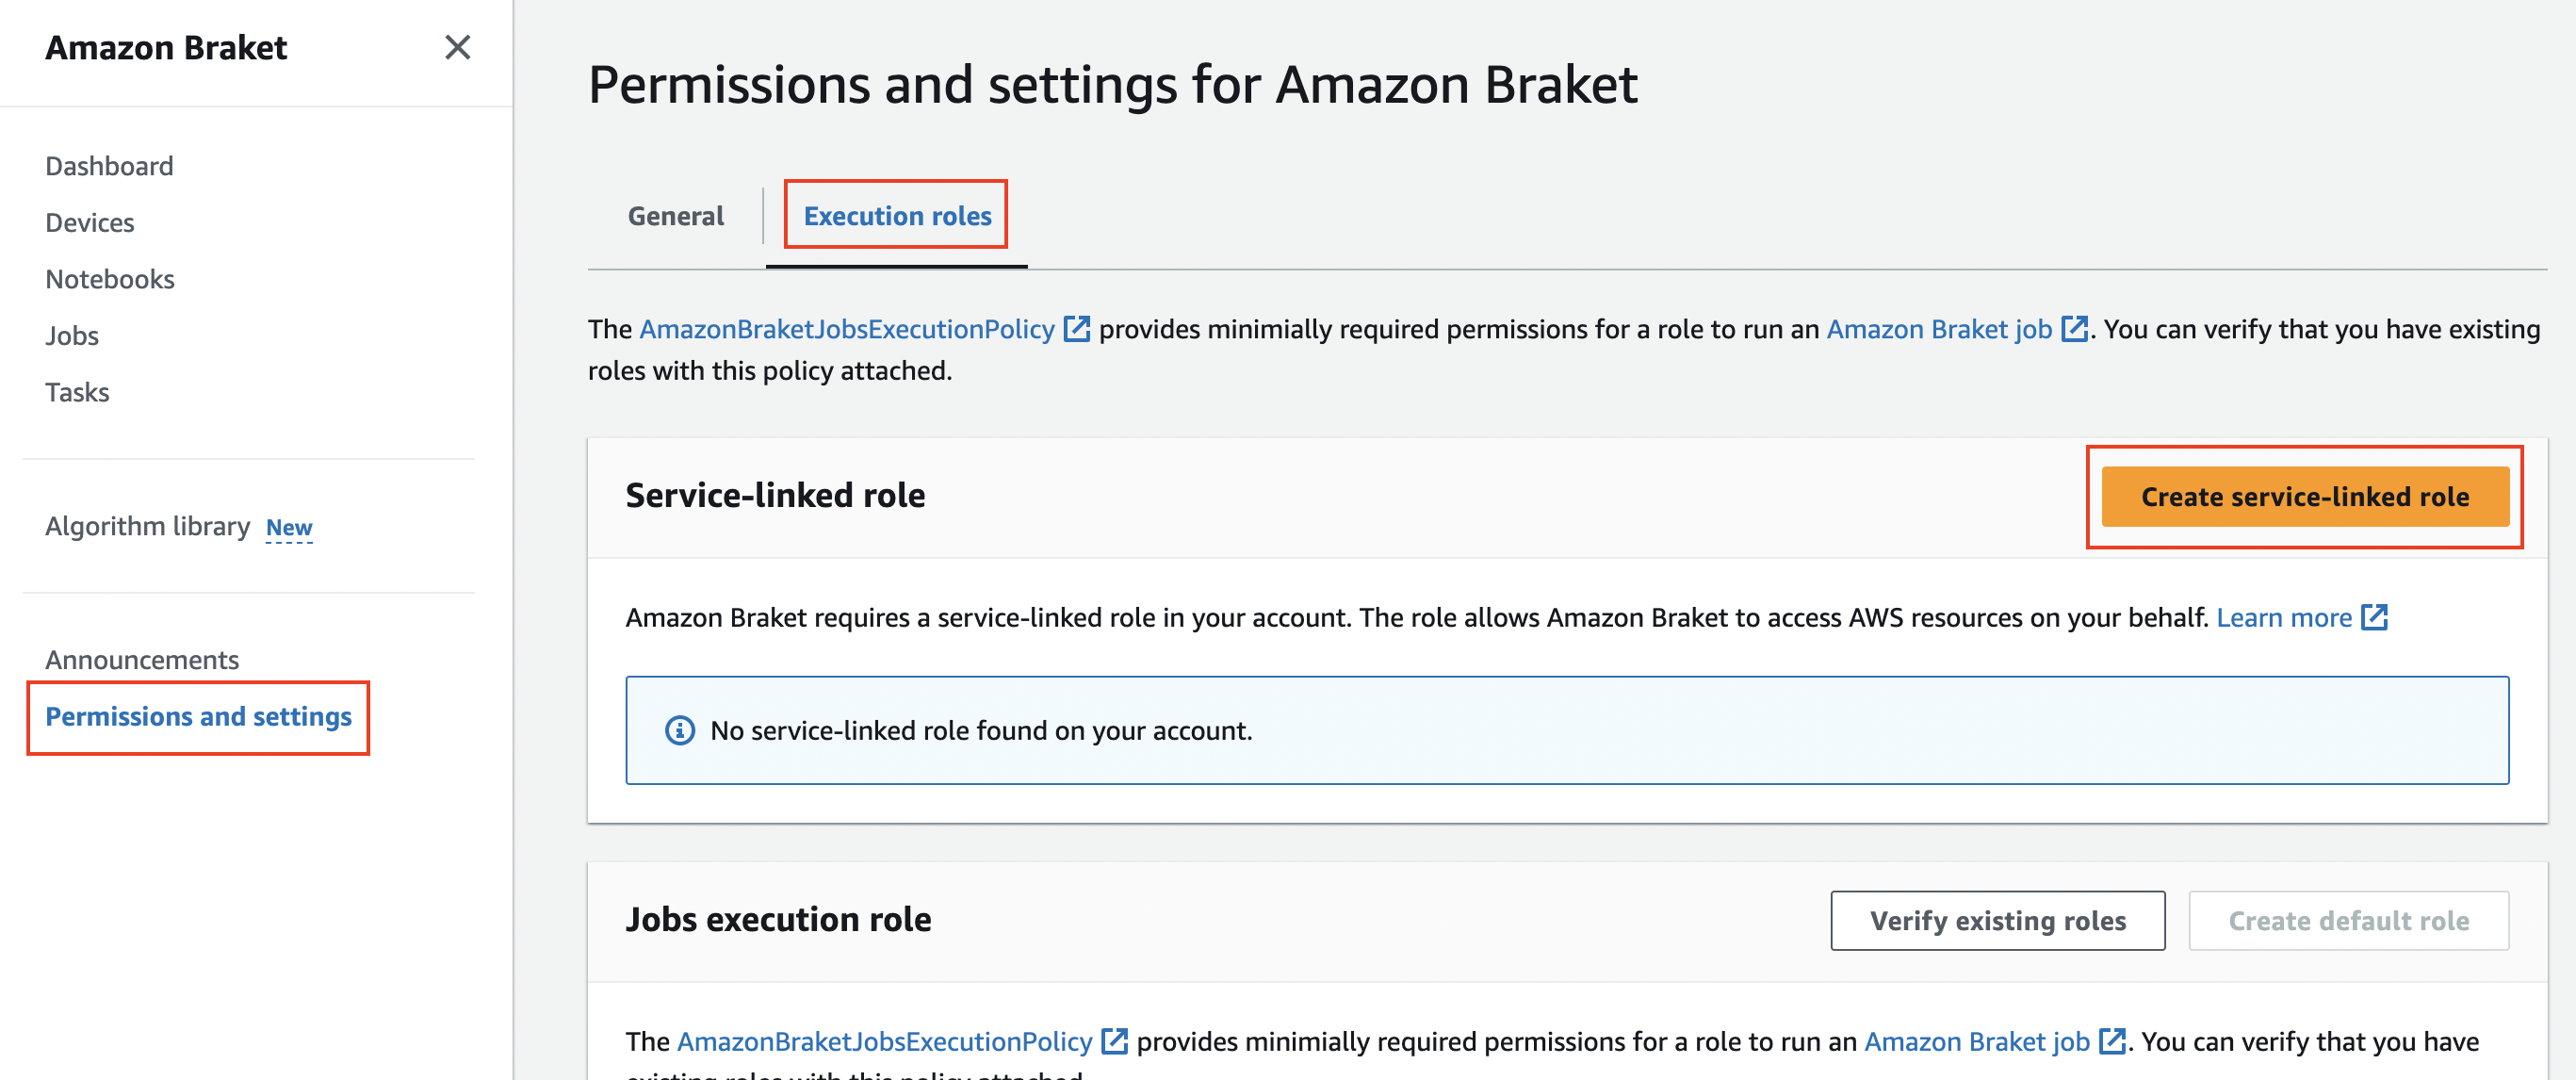 Amazon Braket
Dashboard
Devices
Notebooks
Jobs
Tasks
Algorithm library New
Announcements
Permissions and settings
Permissions and settings for Amazon Braket
General
Execution roles
The AmazonBraketJobsExecutionPolicy provides minimially required permissions for a role to run an Amazon Braket job. You can verify that you have existing
roles with this policy attached.
Service-linked role
Create service-linked role
Amazon Braket requires a service-linked role in your account. The role allows Amazon Braket to access AWS resources on your behalf. Learn more
No service-linked role found on your account.
Jobs execution role
Verify existing roles
Create default role
The AmazonBraketJobsExecutionPolicy provides minimially required permissions for a role to run an Amazon Braket job. You can verify that you have
existing roles with this policy attached.